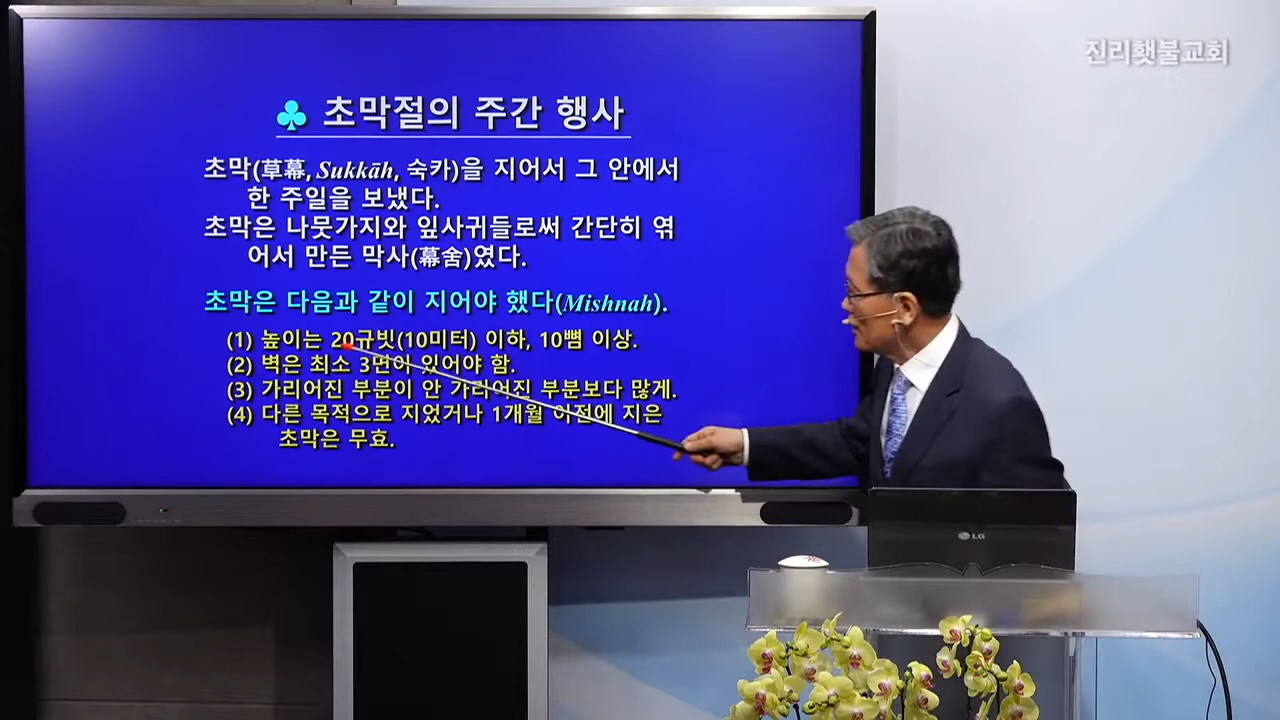 진리횃불교회
♣ 초막절의 주간 행사
초막(草幕, Sukkāh, 숙카)을 지어서 그 안에서
한 주일을 보냈다.
초막은 나뭇가지와 잎사귀들로써 간단히 엮
어서 만든 막사(幕舍)였다.
초막은 다음과 같이 지어야 했다(Mishnah).
(1) 높이는 20규빗(10미터) 이하, 10뼘 이상.
(2) 벽은 최소 3면이 있어야 함.
(3) 가리어진 부분이 안 가리어진 부분보다 많게.
(4) 다른 목적으로 지었거나 1개월 이전에 지은
초막은 무효.
LG